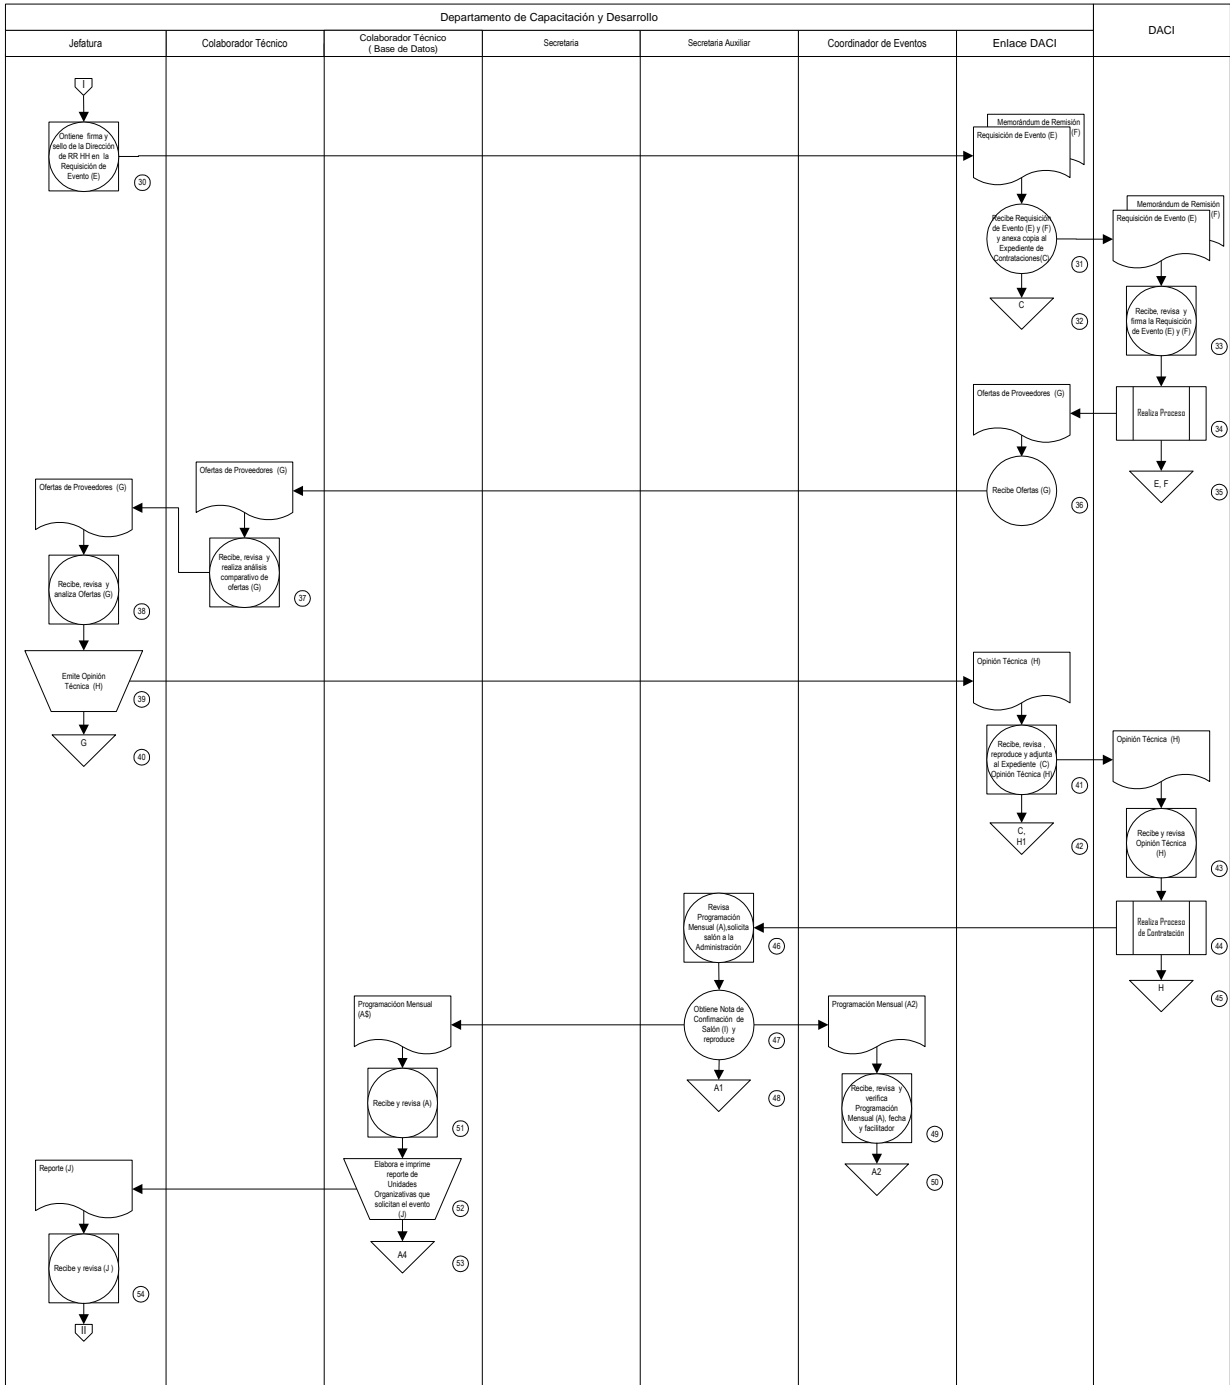 Departamento de Capacitación y Desarrollo
DACI
Jefatura
Colaborador Técnico
Colaborador Técnico
( Base de Datos)
Secretaria
Secretaria Auxiliar
Coordinador de Eventos
Enlace DACI
I
Ontiene firma y
sello de la Dirección
de RR HH en la
Requisición de
Evento (E)
30
Memorándum de Remisión
(F)
Requisición de Evento (E)
Recibe Requisición
de Evento (E) y (F)
y anexa copia al
Expediente de
Contrataciones(C)
31
C
32
Memorándum de Remisión
(F)
Requisición de Evento (E)
Recibe, revisa y
firma la Requisición
de Evento (E) y (F)
33
Realiza Proceso
34
E, F
35
Ofertas de Proveedores (G)
Recibe Ofertas (G)
36
Ofertas de Proveedores (G)
Recibe, revisa y
realiza análisis
comparativo de
ofertas (G)
37
Ofertas de Proveedores (G)
Recibe, revisa y
analiza Ofertas (G)
38
Emite Opinión
Técnica (H)
39
G
40
Opinión Técnica (H)
Recibe, revisa ,
reproduce y adjunta
al Expediente (C)
Opinión Técnica (H)
41
C,
H1
42
Opinión Técnica (H)
Recibe y revisa
Opinión Técnica
(H)
43
Realiza Proceso
de Contratación
44
H
45
Revisa
Programación
Mensual (A),solicita
salón a la
Administración
46
Obtiene Nota de
Confimación de
Salón (I) y
reproduce
47
A1
48
Programación Mensual (A2)
Recibe, revisa y
verifica
Programación
Mensual (A), fecha
y facilitador
49
A2
50
Programacióon Mensual
(A$)
Recibe y revisa (A)
51
Elabora e imprime
reporte de
Unidades
Organizativas que
solicitan el evento
(J)
52
A4
53
Reporte (J)
Recibe y revisa (J )
54
II